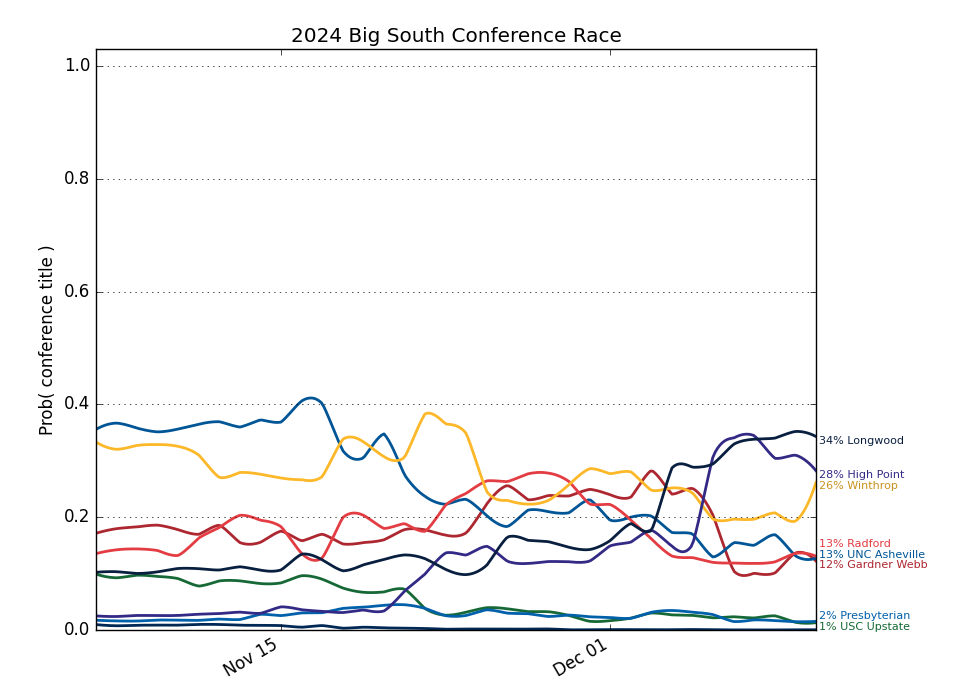 2024 Big South Conference Race
Prob( conference title )
1.0
0.8
0.6
0.4
0.2
0.0
Nov 15
Dec 01
34% Longwood
28% High Point
26% Winthrop
13% Radford
13% UNC Asheville
12% Gardner Webb
2% Presbyterian
1% USC Upstate